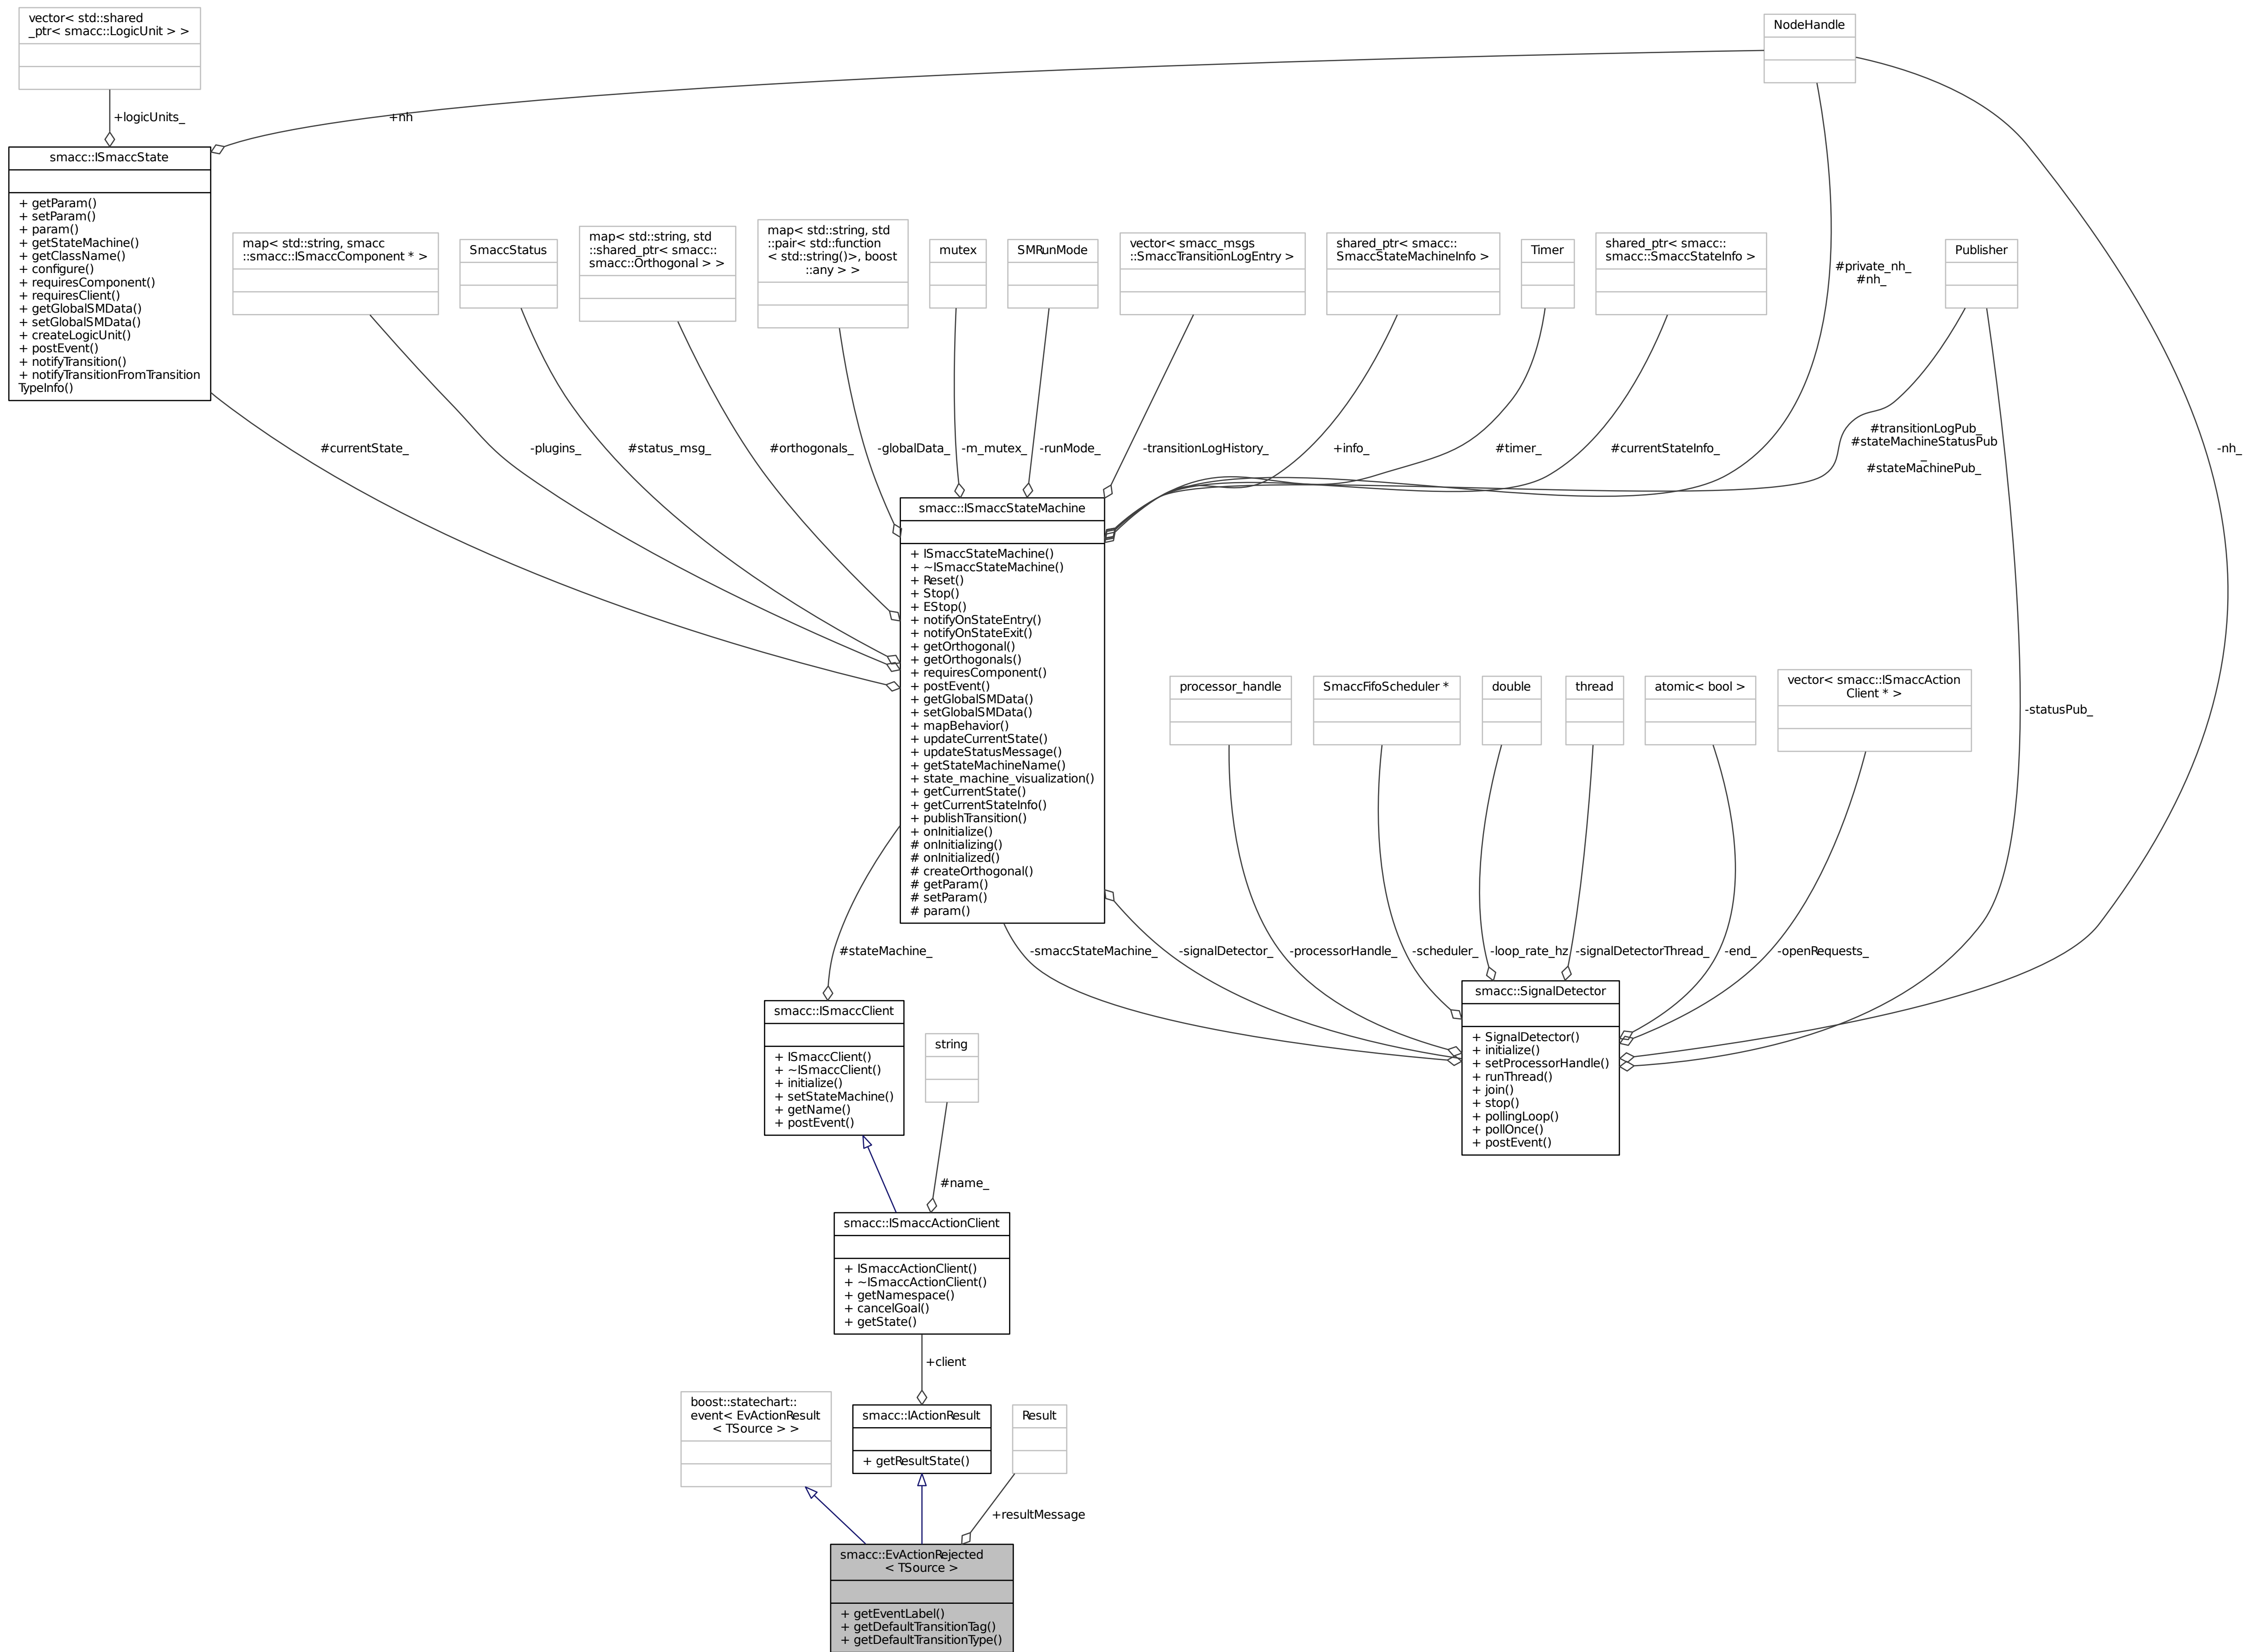 vector< std::shared
_ptr< smacc::LogicUnit > >
NodeHandle
+logicUnits_
+nh
smacc::ISmaccState
+ getParam()
+ setParam()
+ param()
+ getStateMachine()
+ getClassName()
+ configure()
+ requiresComponent()
+ requiresClient()
+ getGlobalSMData()
+ setGlobalSMData()
+ createLogicUnit()
+ postEvent()
+ notifyTransition()
+ notifyTransitionFromTransition
TypeInfo()
map< std::string, smacc
::smacc::ISmaccComponent * >
SmaccStatus
map< std::string, std
::shared_ptr< smacc::
smacc::Orthogonal > >
map< std::string, std
::pair< std::function
< std::string()>, boost
::any > >
mutex
SMRunMode
vector< smacc_msgs
::SmaccTransitionLogEntry >
shared_ptr< smacc::
SmaccStateMachineInfo >
Timer
shared_ptr< smacc::
smacc::SmaccStateInfo >
Publisher
#private_nh_
#nh_
#currentState_
-plugins_
#status_msg_
#orthogonals_
-globalData_
-m_mutex_
-runMode_
-transitionLogHistory_
+info_
#timer_
#currentStateInfo_
#transitionLogPub_
#stateMachineStatusPub
_
#stateMachinePub_
-nh_
smacc::ISmaccStateMachine
+ ISmaccStateMachine()
+ ~ISmaccStateMachine()
+ Reset()
+ Stop()
+ EStop()
+ notifyOnStateEntry()
+ notifyOnStateExit()
+ getOrthogonal()
+ getOrthogonals()
+ requiresComponent()
+ postEvent()
+ getGlobalSMData()
+ setGlobalSMData()
+ mapBehavior()
+ updateCurrentState()
+ updateStatusMessage()
+ getStateMachineName()
+ state_machine_visualization()
+ getCurrentState()
+ getCurrentStateInfo()
+ publishTransition()
+ onInitialize()
# onInitializing()
# onInitialized()
# createOrthogonal()
# getParam()
# setParam()
# param()
processor_handle
SmaccFifoScheduler *
double
thread
atomic< bool >
vector< smacc::ISmaccAction
Client * >
-statusPub_
#stateMachine_
-smaccStateMachine_
-signalDetector_
-processorHandle_
-scheduler_
-loop_rate_hz
-signalDetectorThread_
-end_
-openRequests_
smacc::SignalDetector
+ SignalDetector()
+ initialize()
+ setProcessorHandle()
+ runThread()
+ join()
+ stop()
+ pollingLoop()
+ pollOnce()
+ postEvent()
smacc::ISmaccClient
+ ISmaccClient()
+ ~ISmaccClient()
+ initialize()
+ setStateMachine()
+ getName()
+ postEvent()
string
#name_
smacc::ISmaccActionClient
+ ISmaccActionClient()
+ ~ISmaccActionClient()
+ getNamespace()
+ cancelGoal()
+ getState()
+client
boost::statechart::
event< EvActionResult
< TSource > >
smacc::IActionResult
+ getResultState()
Result
+resultMessage
smacc::EvActionRejected
< TSource >
+ getEventLabel()
+ getDefaultTransitionTag()
+ getDefaultTransitionType()